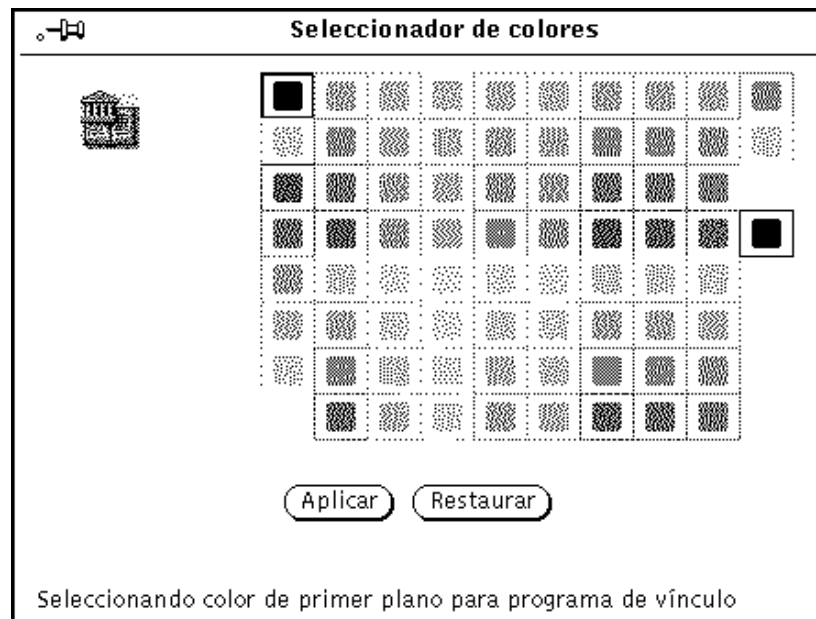 Seleccionador de colores
Aplicar Restaurar
Seleccionando color de primer plano para programa de vínculo